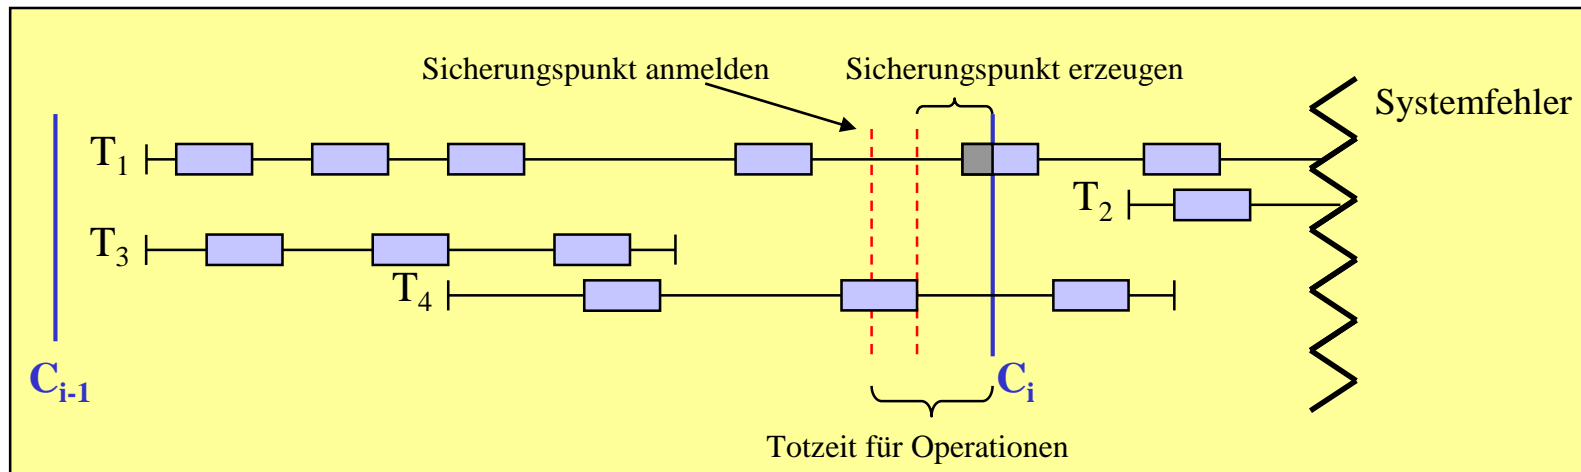 Sicherungspunkt anmelden
Sicherungspunkt erzeugen
Systemfehler
T1
T2
T3
T4
Ci-1
Ci
Totzeit für Operationen